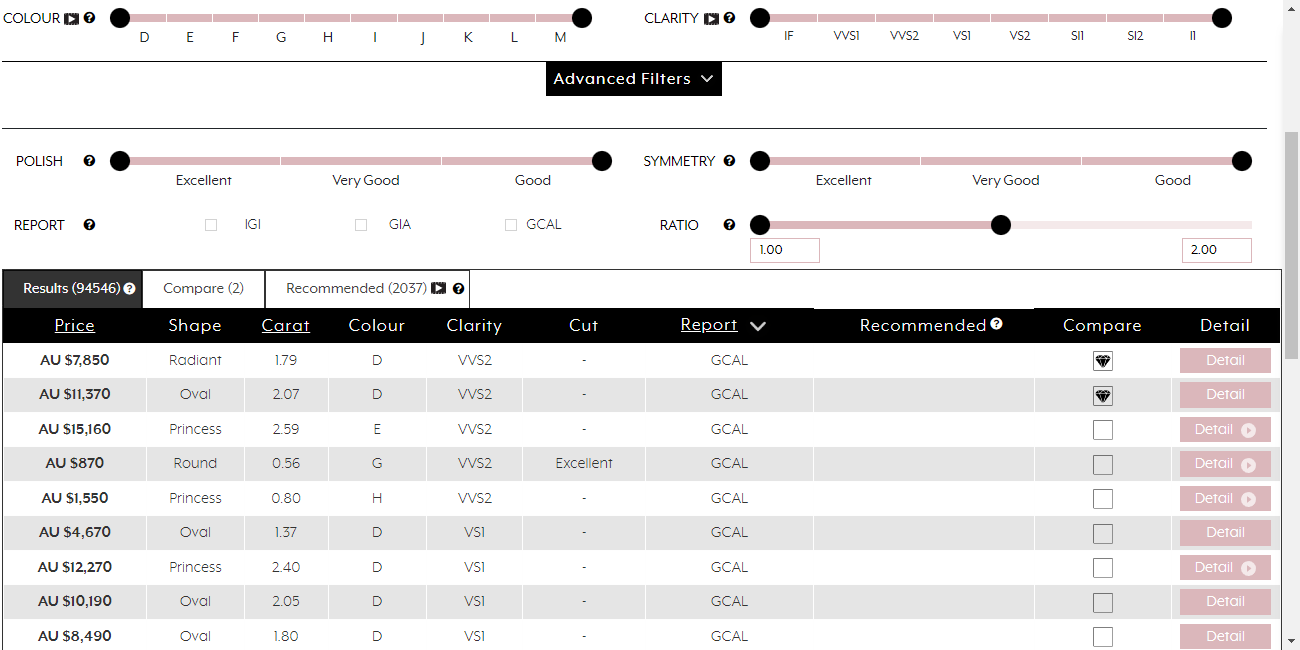 COLOUR CLARITY
D E F G H I J K L M IF VVS1 VVS2 VS1 VS2 SI1 SI2 I1
Advanced Filters
POLISH SYMMETRY
Excellent Very Good Good Excellent Very Good Good
REPORT IGI GIA GCAL RATIO
1.00 2.00
Results (94546) Compare (2) Recommended (2037)
Price Shape Carat Colour Clarity Cut Report Recommended Compare Detail
AU $7,850 Radiant 1.79 D VVS2 - GCAL Detail
AU $11,370 Oval 2.07 D VVS2 - GCAL Detail
AU $15,160 Princess 2.59 E VVS2 - GCAL Detail
AU $870 Round 0.56 G VVS2 Excellent GCAL Detail
AU $1,550 Princess 0.80 H VVS2 - GCAL Detail
AU $4,670 Oval 1.37 D VS1 - GCAL Detail
AU $12,270 Princess 2.40 D VS1 - GCAL Detail
AU $10,190 Oval 2.05 D VS1 - GCAL Detail
AU $8,490 Oval 1.80 D VS1 - GCAL Detail